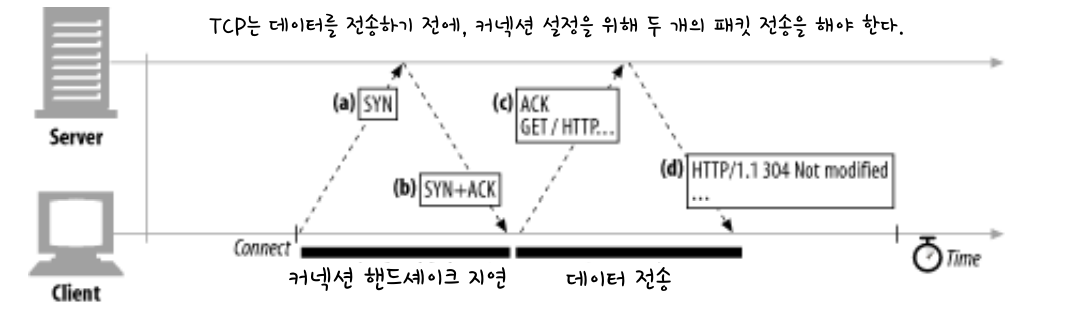 TCP는 데이터를 전송하기 전에, 커넥션 설정을 위해 두 개의 패킷 전송을 해야 한다.
Server
(a) SYN
(b) SYN+ACK
(c) ACK
GET / HTTP...
(d) HTTP/1.1 304 Not modified
...
Client
Connect
커넥션 핸드셰이크 지연
데이터 전송
Time